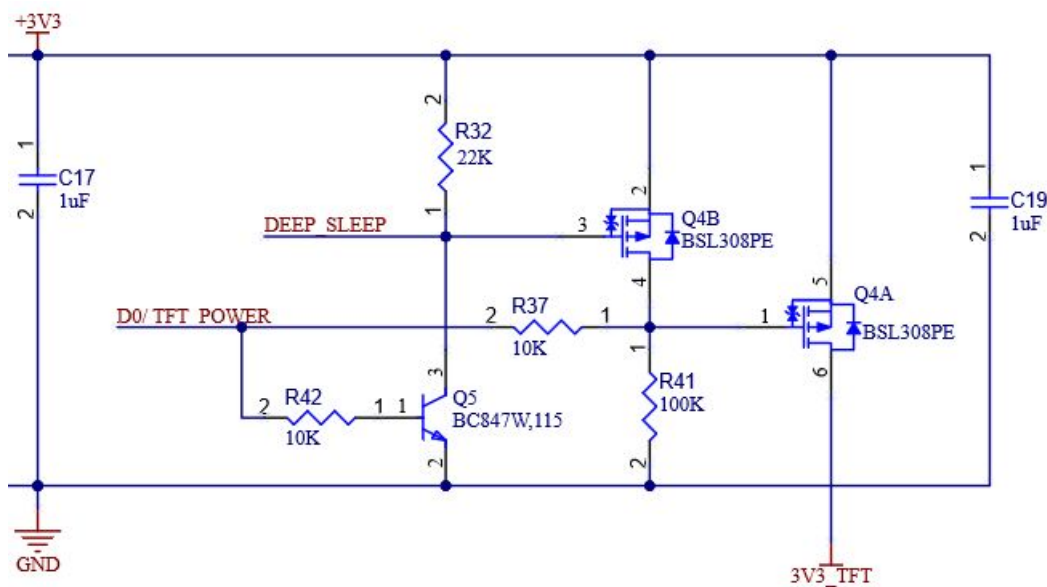 +3V3
2
R32
22K
1
1
C17
1uF
2
DEEP_SLEEP
3
2
Q4B
BSL308PE
4
1
C19
1uF
2
5
Q4A
BSL308PE
1
6
D0/ TFT_POWER
2
R37
1
10K
1
R41
100K
2
3
Q5
BC847W,115
2
R42
1
1
10K
2
GND
3V3_TFT